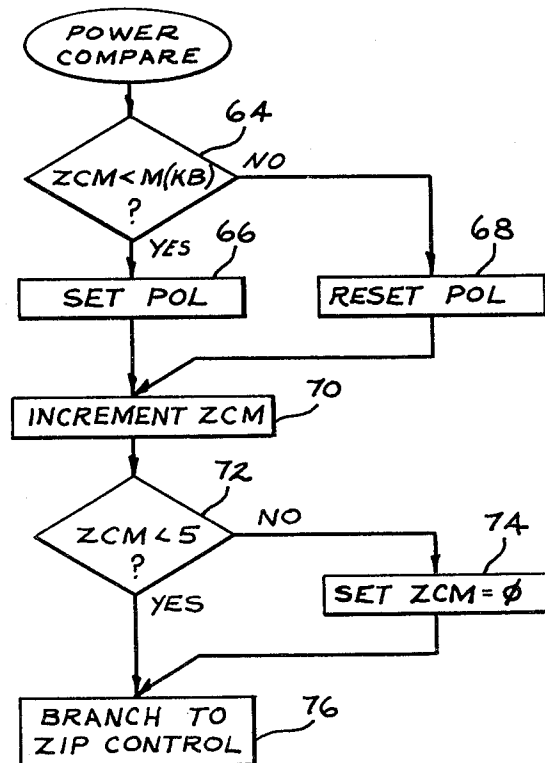 POWER
COMPARE
64
ZCM<M(KB)
?
NO
YES
66
68
SET POL
RESET POL
INCREMENT ZCM
70
72
ZCM<5
?
NO
YES
74
SET ZCM=ϕ
BRANCH TO
ZIP CONTROL
76